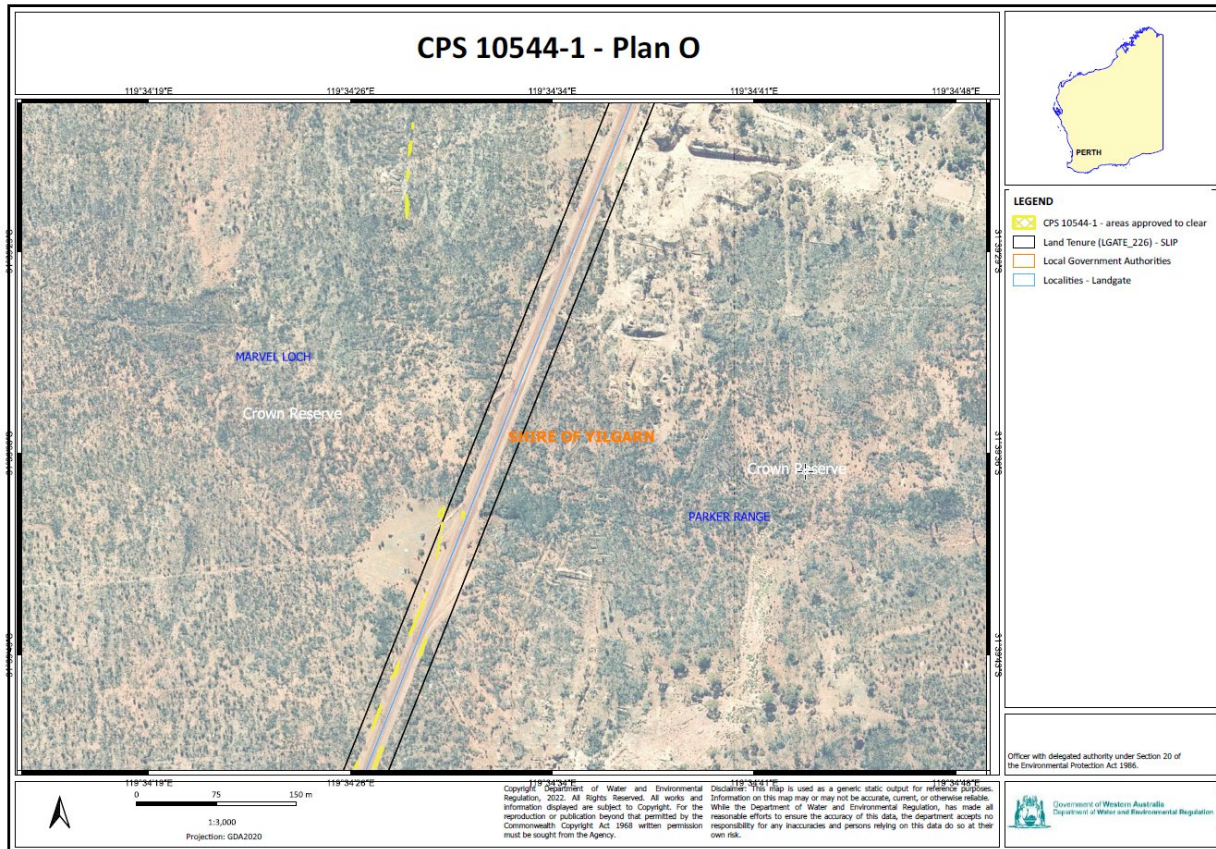 CPS 10544-1 - Plan O
119°34'19"E
119°34'26"E
119°34'34"E
119°34'41"E
119°34'48"E
PERTH
LEGEND
CPS 10544-1 - areas approved to clear
Land Tenure (LGATE_226) - SLIP
Local Government Authorities
Localities - Landgate
31°39'43"S
MARVEL LOCH
Crown Reserve
SHIRE OF YILGARN
Crown Reserve
PARKER RANGE
119°34'19"E
119°34'26"E
119°34'34"E
119°34'41"E
119°34'48"E
0 75 150 m
1:3,000
Projection: GDA2020
Copyright Department of Water and Environmental
Regulation, 2022. All Rights Reserved. All works and
information displayed are subject to Copyright. For the
reproduction or publication beyond that permitted by the
Commonwealth Copyright Act 1968 written permission
must be sought from the Agency.
Disclaimer: This map is used as a generic static output for reference purposes.
Information on this map may or may not be accurate, current, or otherwise reliable.
While the Department of Water and Environmental Regulation, has made all
reasonable efforts to ensure the accuracy of this data, the department accepts no
responsibility for any inaccuracies and persons relying on this data do so at their
own risk.
Officer with delegated authority under Section 20 of
the Environmental Protection Act 1986.
Government of Western Australia
Department of Water and Environmental Regulation